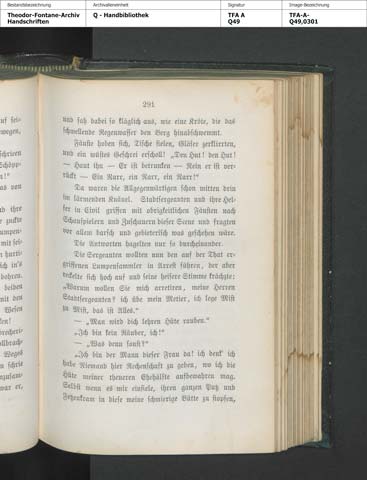 Bestandsbezeichnung
Theodor-Fontane-Archiv
Handschriften
Archivalieneinheit
Q - Handbibliothek
Signatur
TFA A
Q49
Image-Bezeichnung
TFA-A-
Q49,0301
291
und sah dabei so kläglich aus, wie eine Kröte, die das
schwellende Regenwasser den Berg hinabschwemmt.
Fäuste hoben sich, Tische fielen, Gläser zerklirrten,
und ein wüstes Geschrei erscholl! „Den Hut! den Hut!
— Haut ihn — Er ist betrunken — Nein er ist ver-
rückt — Ein Narr, ein Narr, ein Narr!“
Da waren die Allgegenwärtigen schon mitten drin
im lärmenden Knäuel. Stadtsergeanten und ihre Hel-
fer in Civil griffen mit obrigkeitlichen Fäusten nach
Schauspielern und Zuschauern dieser Scene und fragten
vor allem barsch und gebieterisch was geschehen wäre.
Die Antworten hagelten nur so durcheinander.
Die Sergeanten wollten nun den auf der That er-
griffenen Lumpensammler in Arrest führen, der aber
reckelte sich hoch auf und seine heisere Stimme krächzte:
„Warum wollen Sie mich arretiren, meine Herren
Stadtsergeanten? ich übe mein Metier, ich lege Mist
zu Mist, das ist Alles.“
— „Man wird dich lehren Hüte rauben.“
„Ich bin kein Räuber, ich!“
— „Was denn sonst?“
„Ich bin der Mann dieser Frau da! ich denk' ich
habe Niemand hier Rechenschaft zu geben, wo ich die
Hüte meiner theueren Ehehälfte aufbewahren mag.
Selbst wenn es mir einfiele, ihren ganzen Putz und
Fetzenkram in diese meine schmierige Bütte zu stopfen,